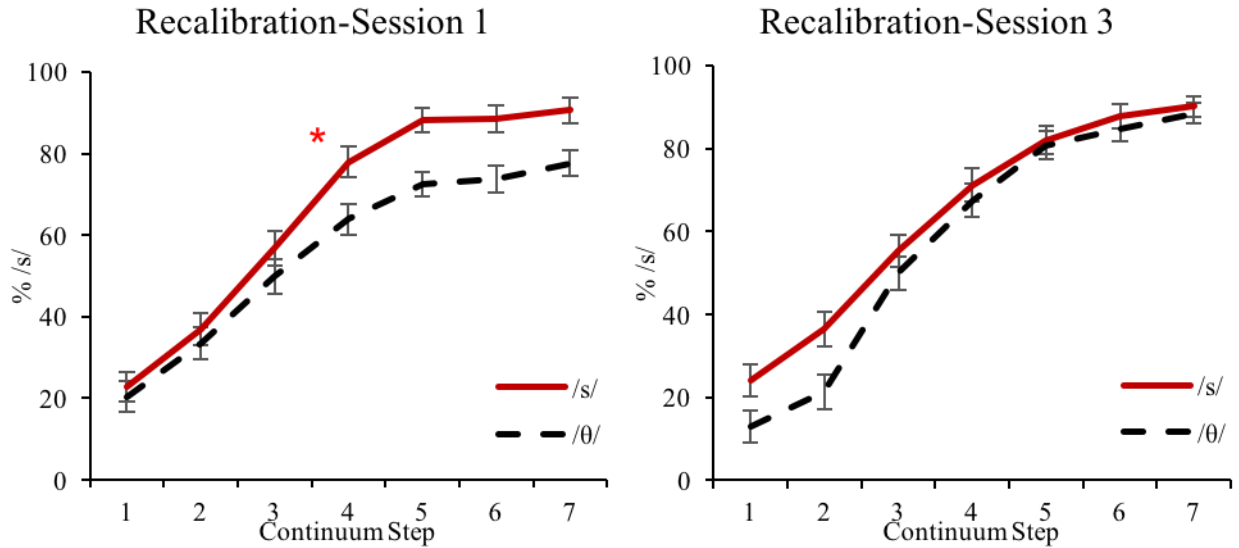 Recalibration-Session 1
100
80
60
40
20
0
% /s/
*
/s/
/θ/
1 2 3 4 5 6 7
Continuum Step
Recalibration-Session 3
100
80
60
40
20
0
% /s/
/s/
/θ/
1 2 3 4 5 6 7
Continuum Step